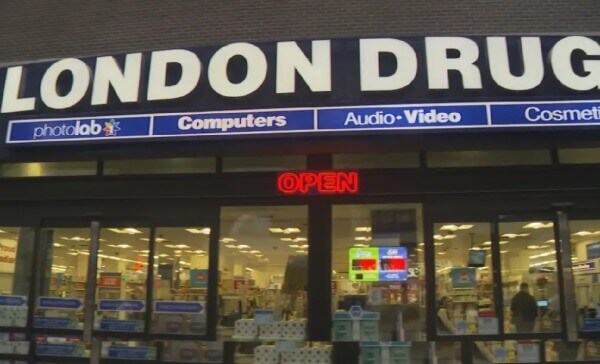 LONDON DRUG
photolab Computers Audio•Video Cosmeti
OPEN